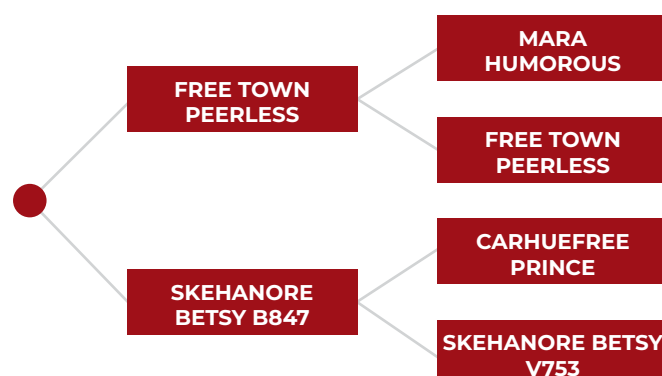 MARA
HUMOROUS
FREE TOWN
PEERLESS
FREE TOWN
PEERLESS
CARHUEFREE
PRINCE
SKEHANORE
BETSY B847
SKEHANORE BETSY
V753